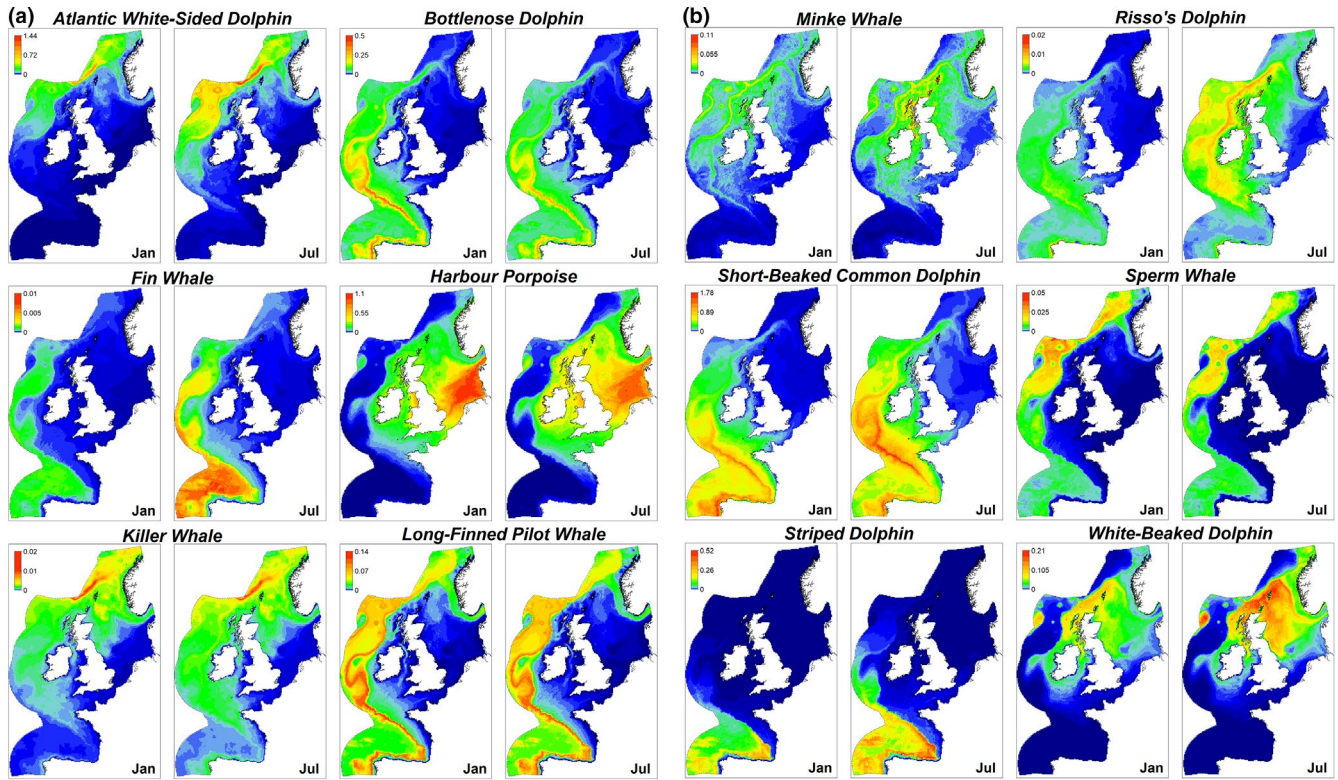 (a)
Atlantic White-Sided Dolphin
1.44
0.72
0
Jan
Jul
Bottlenose Dolphin
0.5
0.25
0
Jan
Jul
Fin Whale
0.01
0.005
0
Jan
Jul
Harbour Porpoise
1.1
0.55
0
Jan
Jul
Killer Whale
0.02
0.01
0
Jan
Jul
Long-Finned Pilot Whale
0.14
0.07
0
Jan
Jul
(b)
Minke Whale
0.11
0.055
0
Jan
Jul
Risso's Dolphin
0.02
0.01
0
Jan
Jul
Short-Beaked Common Dolphin
1.78
0.89
0
Jan
Jul
Sperm Whale
0.05
0.025
0
Jan
Jul
Striped Dolphin
0.52
0.26
0
Jan
Jul
White-Beaked Dolphin
0.21
0.105
0
Jan
Jul